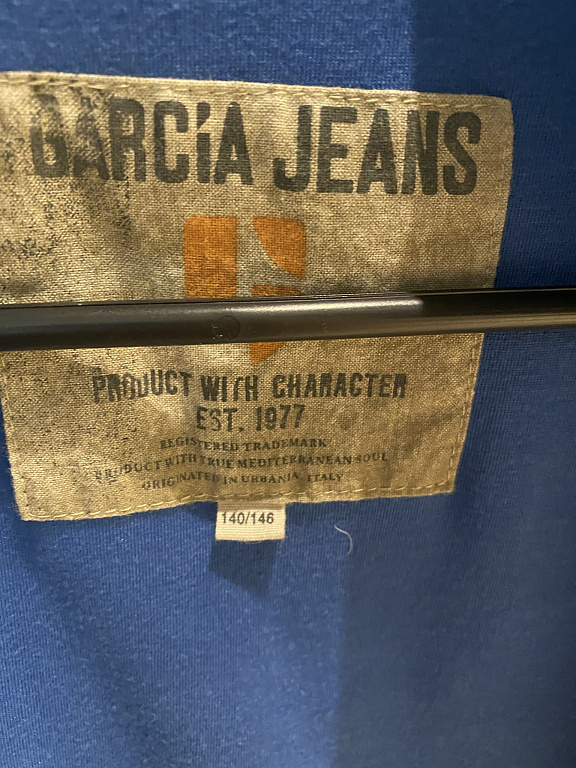 GARCíA JEANS
PRODUCT WITH CHARACTER
EST. 1977
REGISTERED TRADEMARK
PRODUCT WITH TRUE MEDITERRANEAN SOUL
ORIGINATED IN URBANIA, ITALY
140/146